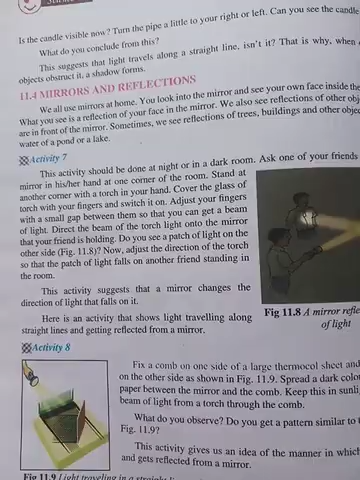 Is the candle visible now? Turn the pipe a little to your right or left. Can you see the candle
What do you conclude from this?
This suggests that light travels along a straight line, isn't it? That is why, when
objects obstruct it, a shadow forms.
11.4 MIRRORS AND REFLECTIONS
We all use mirrors at home. You look into the mirror and see your own face inside the
What you see is a reflection of your face in the mirror. We also see reflections of other
are in front of the mirror. Sometimes, we see reflections of trees, buildings and other
water of a pond or a lake.
Activity 7
This activity should be done at night or in a dark room. Ask one of your friends
mirror in his/her hand at one corner of the room. Stand at
another corner with a torch in your hand. Cover the glass of
torch with your fingers and switch it on. Adjust your fingers
with a small gap between them so that you can get a beam
of light. Direct the beam of the torch light onto the mirror
that your friend is holding. Do you see a patch of light on the
other side (Fig. 11.8)? Now, adjust the direction of the torch
so that the patch of light falls on another friend standing in
the room.
This activity suggests that a mirror changes the
direction of light that falls on it.
Here is an activity that shows light travelling along
straight lines and getting reflected from a mirror.
Fig 11.8 A mirror
of light
Activity 8
Fix a comb on one side of a large thermocol sheet and
on the other side as shown in Fig. 11.9. Spread a dark
paper between the mirror and the comb. Keep this in
beam of light from a torch through the comb.
What do you observe? Do you get a pattern similar to
Fig. 11.9?
This activity gives us an idea of the manner in which
and gets reflected from a mirror.
Fig 11.9 Light traveling in a